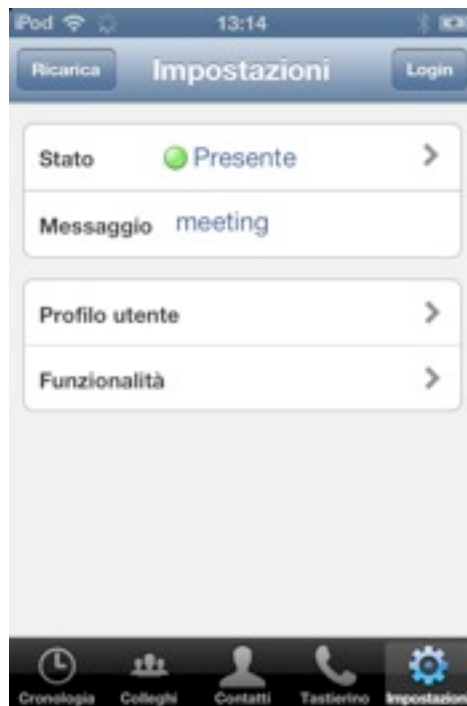 iPod 13:14
Ricarica Impostazioni Login
Stato Presente
Messaggio meeting
Profilo utente
Funzionalità
Cronologia Colleghi Contatti Tastierino Impostazioni